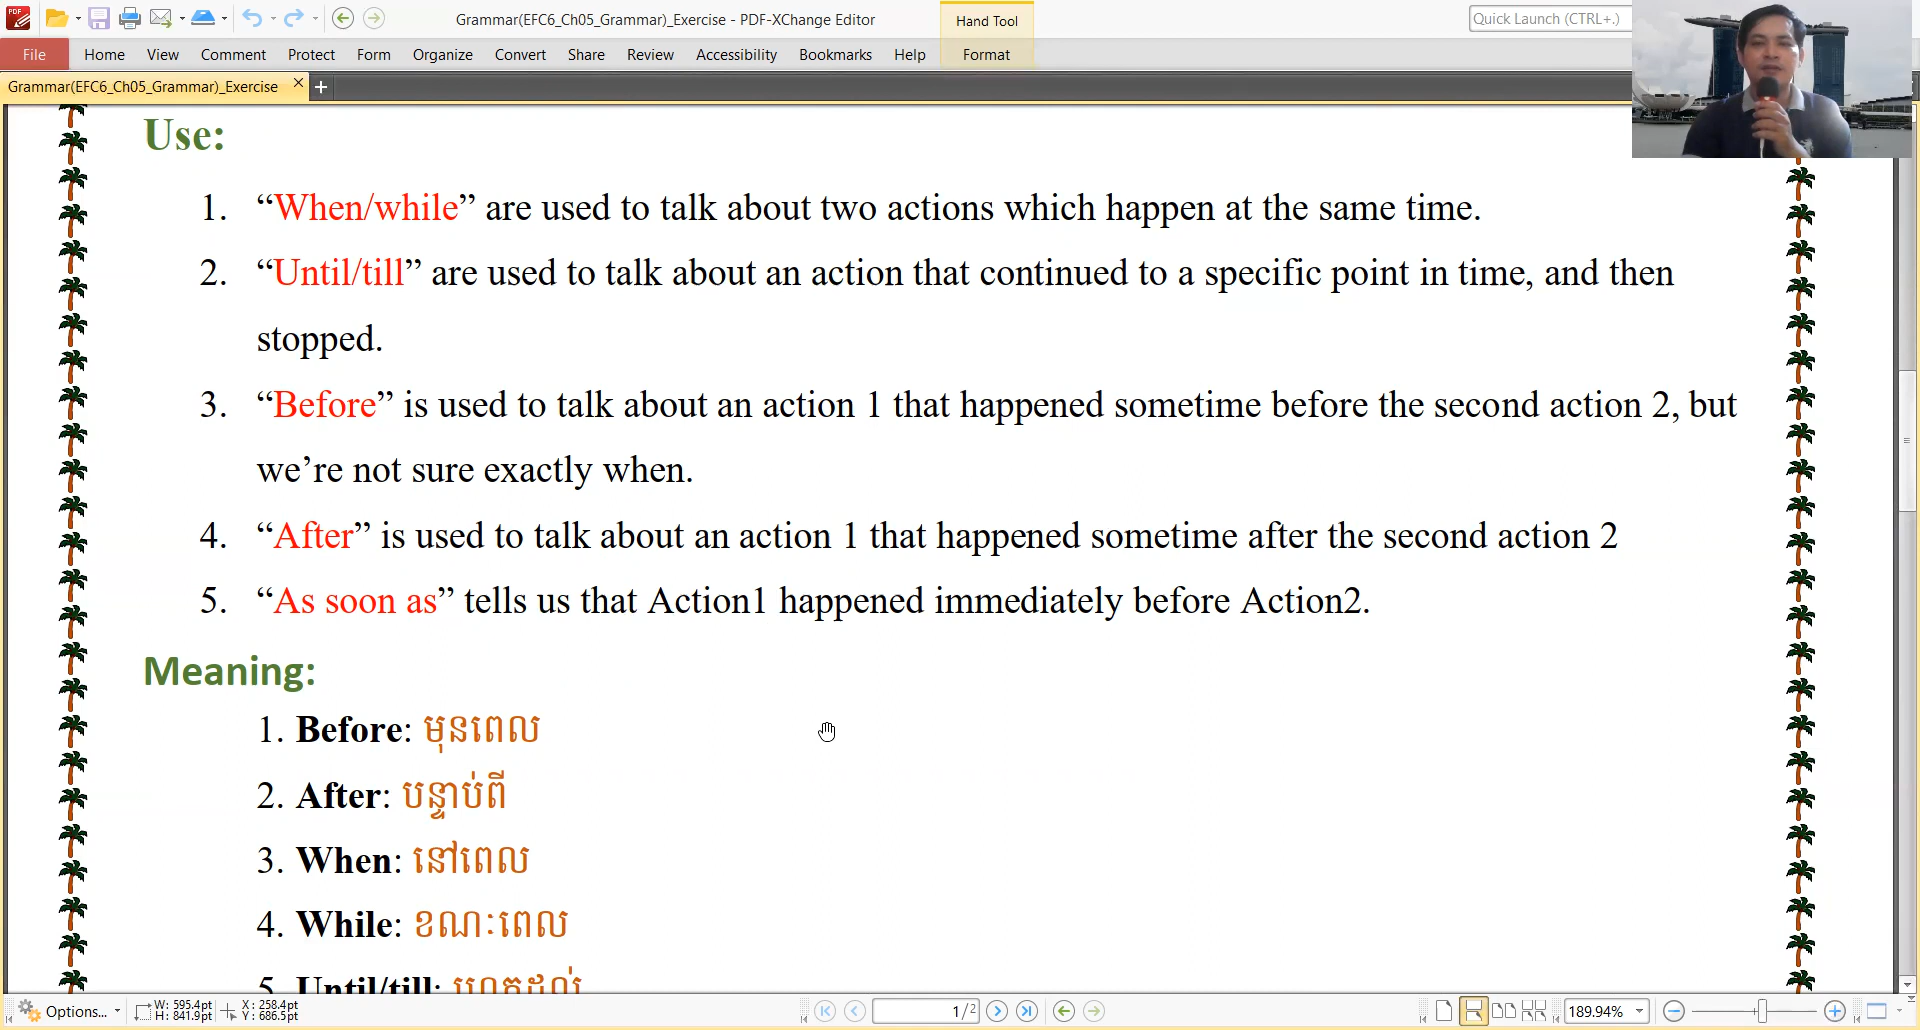 Grammar(EFC6_Ch05_Grammar)_Exercise - PDF-XChange Editor
Hand Tool
Quick Launch (CTRL+.)
File Home View Comment Protect Form Organize Convert Share Review Accessibility Bookmarks Help Format
Grammar(EFC6_Ch05_Grammar)_Exercise
Use:
1. “When/while” are used to talk about two actions which happen at the same time.
2. “Until/till” are used to talk about an action that continued to a specific point in time, and then
stopped.
3. “Before” is used to talk about an action 1 that happened sometime before the second action 2, but
we’re not sure exactly when.
4. “After” is used to talk about an action 1 that happened sometime after the second action 2
5. “As soon as” tells us that Action1 happened immediately before Action2.
Meaning:
1. Before: មុនពេល
2. After: បន្ទាប់ពី
3. When: នៅពេល
4. While: ខណៈពេល
5. Until/till: រហូតដល់
Options...
W: 595.4pt
H: 841.9pt
X: 258.4pt
Y: 686.5pt
1/2
189.94%